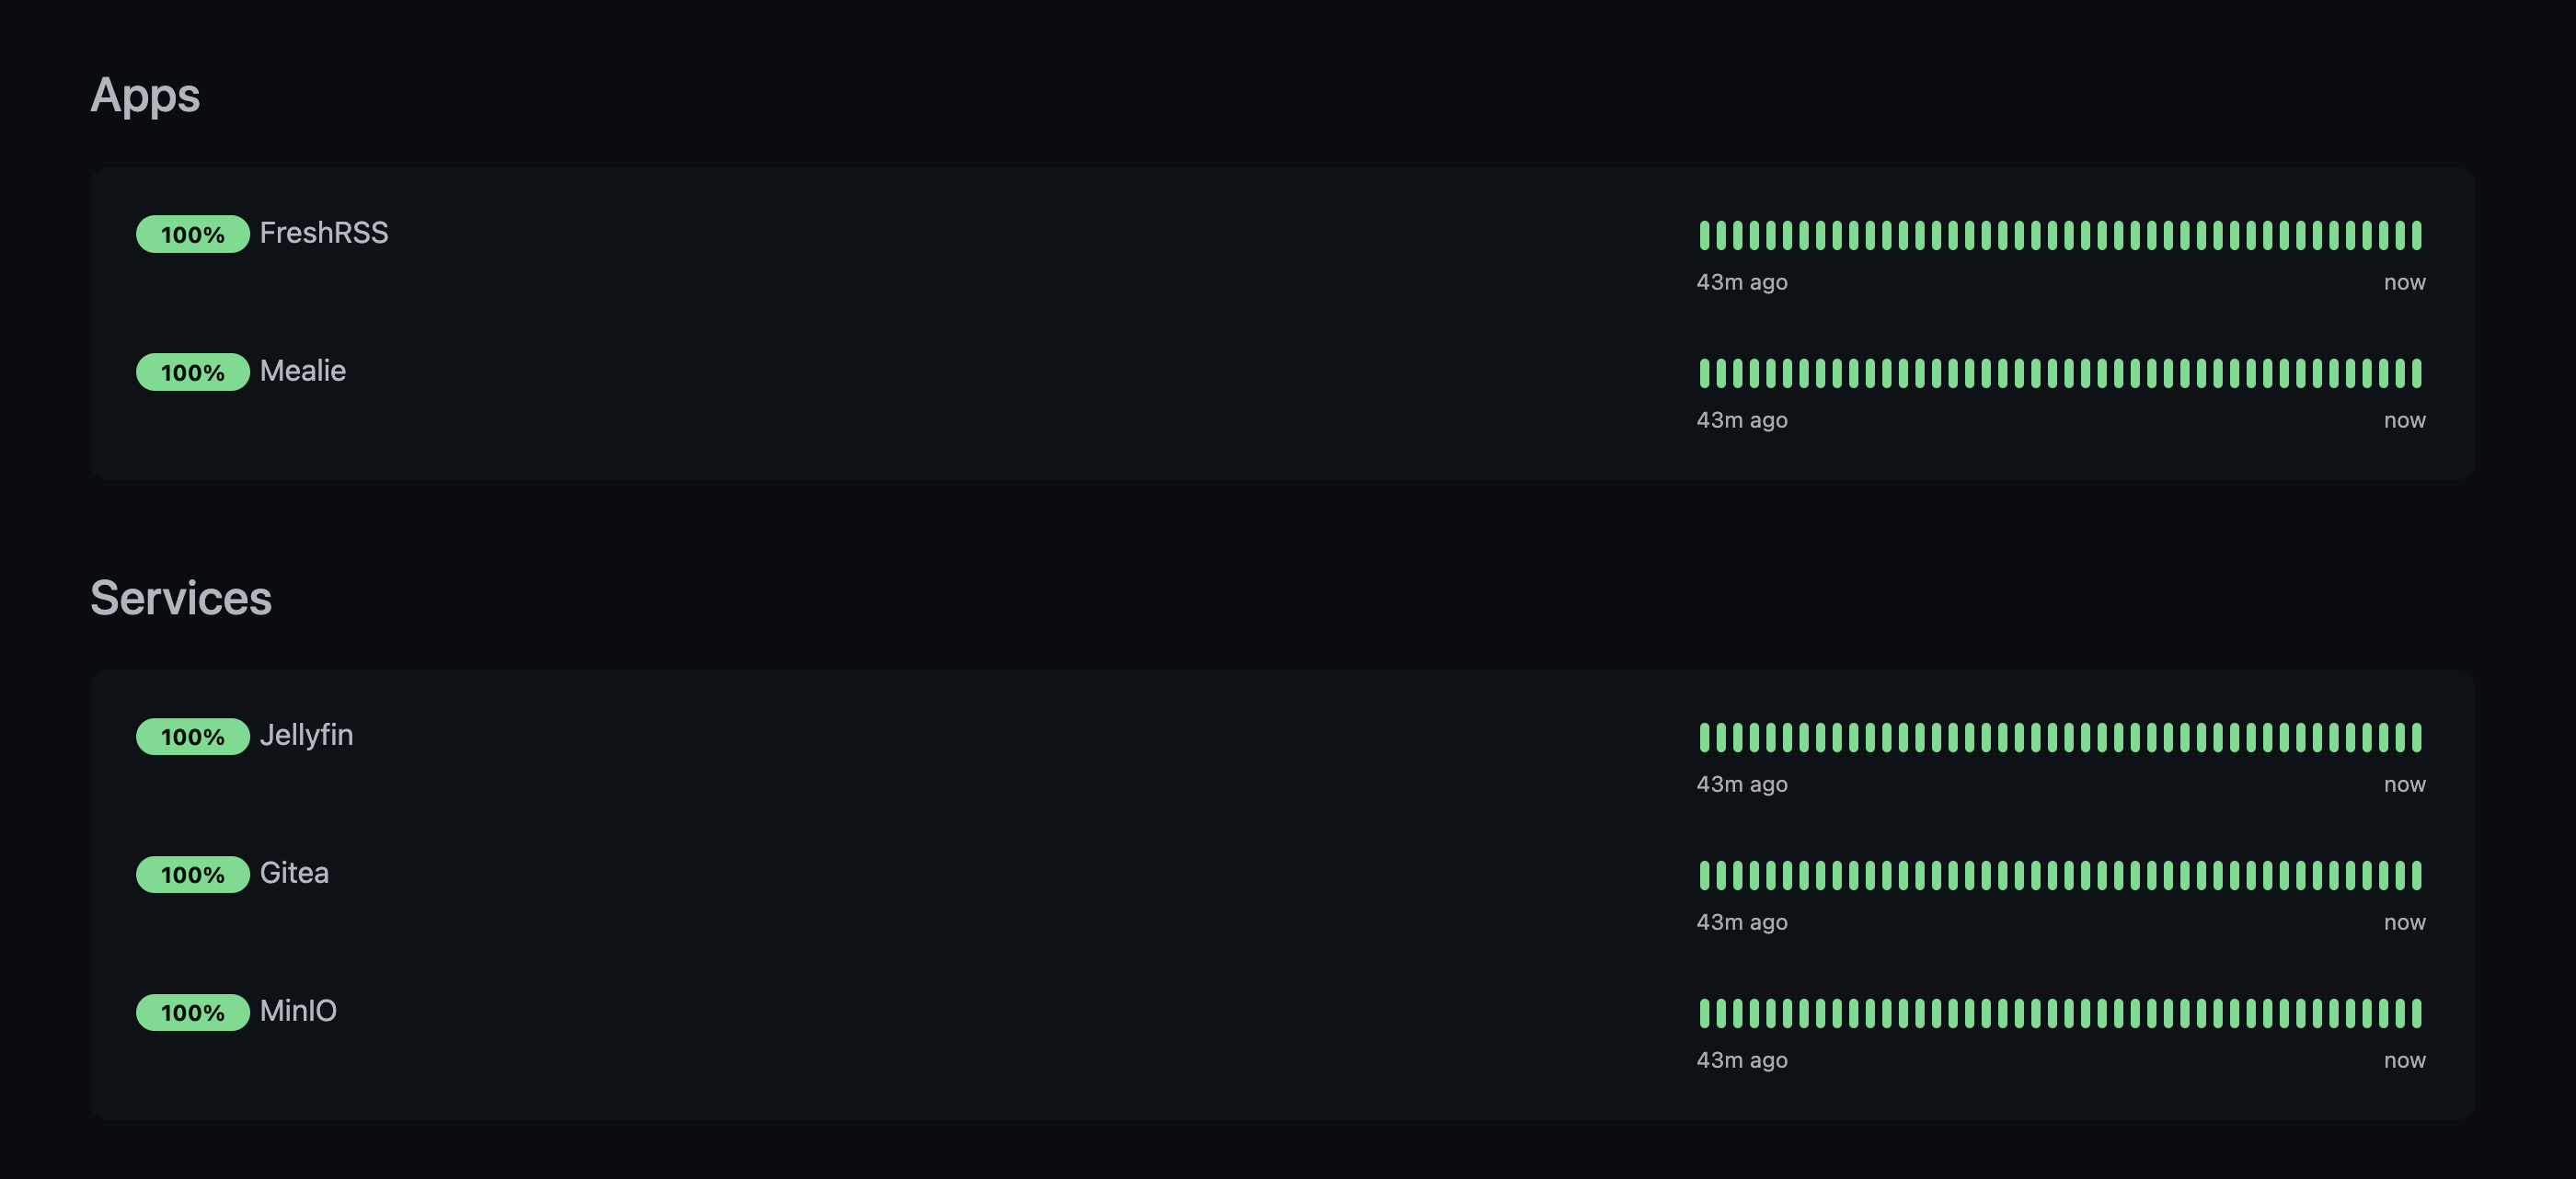 Apps
100% FreshRSS
43m ago now
100% Mealie
43m ago now
Services
100% Jellyfin
43m ago now
100% Gitea
43m ago now
100% MinIO
43m ago now